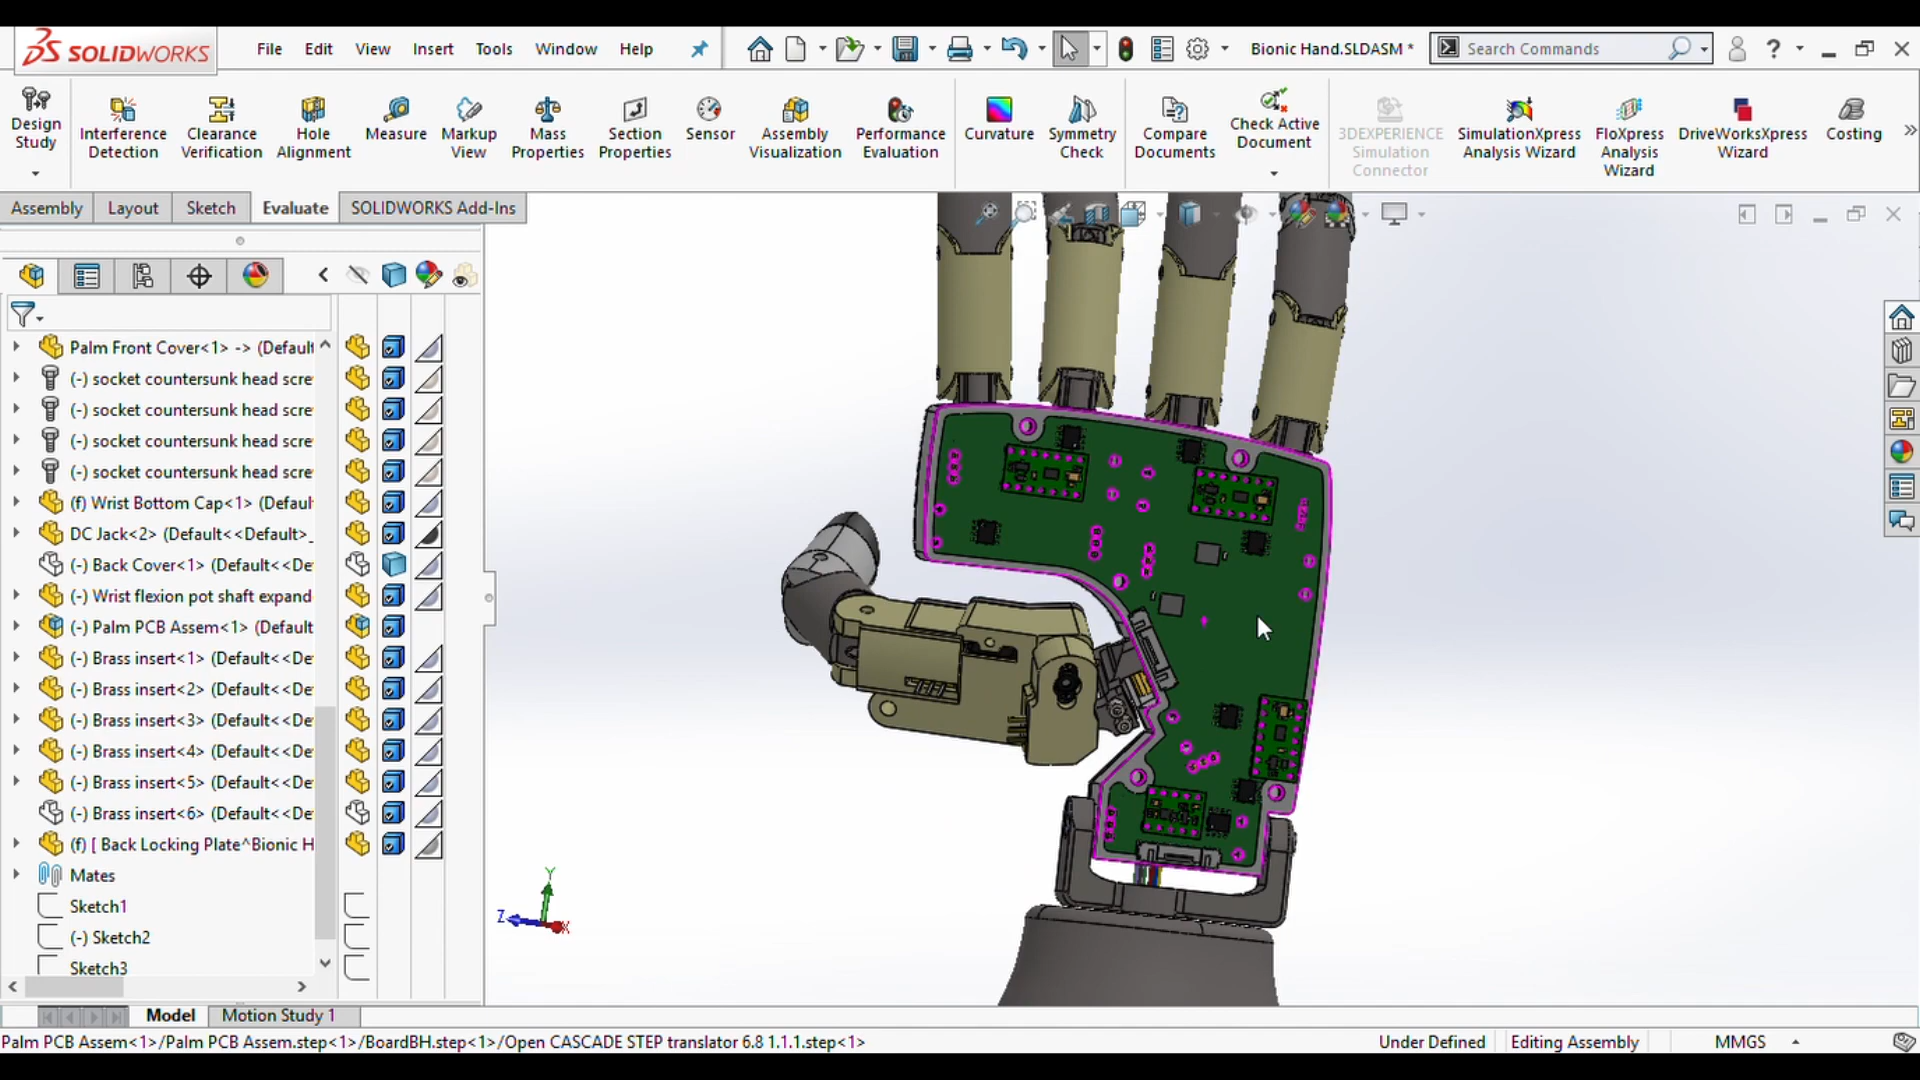 SOLIDWORKS File Edit View Insert Tools Window Help Bionic Hand.SLDASM * Search Commands
Design Study
Interference Detection
Clearance Verification
Hole Alignment
Measure
Markup View
Mass Properties
Section Properties
Sensor
Assembly Visualization
Performance Evaluation
Curvature
Symmetry Check
Compare Documents
Check Active Document
3DEXPERIENCE Simulation Connector
SimulationXpress Analysis Wizard
FloXpress Analysis Wizard
DriveWorksXpress Wizard
Costing
Assembly Layout Sketch Evaluate SOLIDWORKS Add-Ins
Palm Front Cover<1> -> (Default
(-) socket countersunk head scre
(-) socket countersunk head scre
(-) socket countersunk head scre
(-) socket countersunk head scre
(f) Wrist Bottom Cap<1> (Default
DC Jack<2> (Default<<Default>_
(-) Back Cover<1> (Default<<De
(-) Wrist flexion pot shaft expand
(-) Palm PCB Assem<1> (Default
(-) Brass insert<1> (Default<<De
(-) Brass insert<2> (Default<<De
(-) Brass insert<3> (Default<<De
(-) Brass insert<4> (Default<<De
(-) Brass insert<5> (Default<<De
(-) Brass insert<6> (Default<<De
(f) [ Back Locking Plate^Bionic H
Mates
Sketch1
(-) Sketch2
Sketch3
Y
Z
X
Model Motion Study 1
Palm PCB Assem<1>/Palm PCB Assem.step<1>/BoardBH.step<1>/Open CASCADE STEP translator 6.8 1.1.1.step<1> Under Defined Editing Assembly MMGS